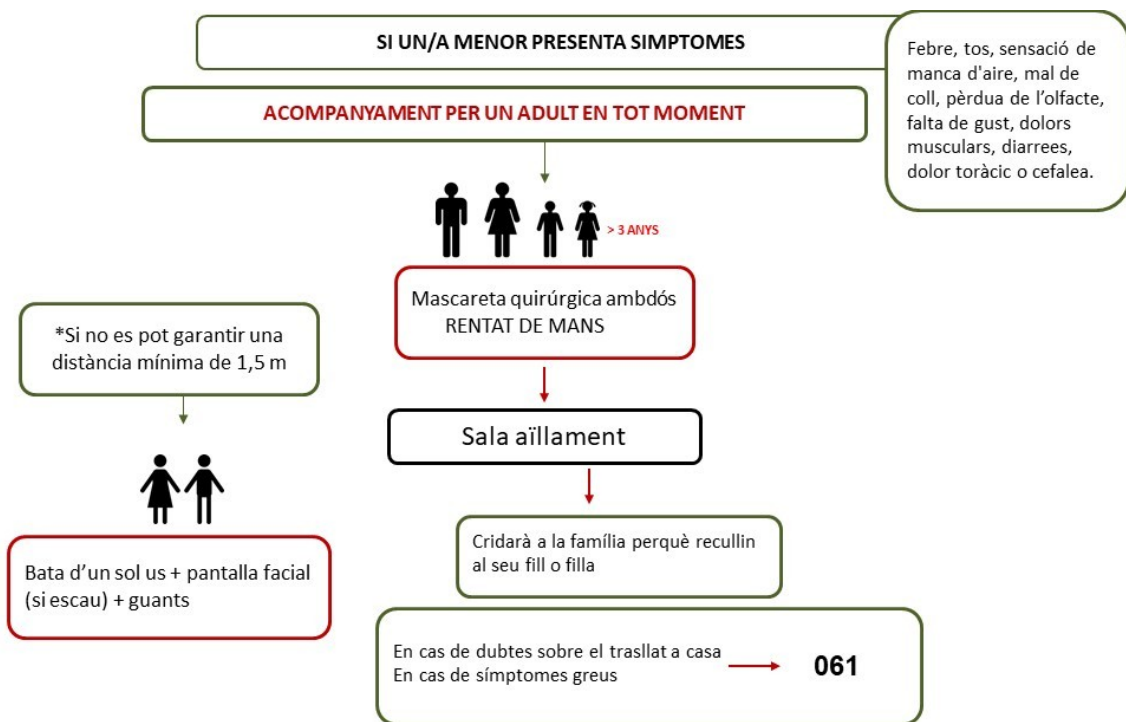 SI UN/A MENOR PRESENTA SIMPTOMES
Febre, tos, sensació de
manca d'aire, mal de
coll, pèrdua de l’olfacte,
falta de gust, dolors
musculars, diarrees,
dolor toràcic o cefalea.
ACOMPANYAMENT PER UN ADULT EN TOT MOMENT
> 3 ANYS
Mascareta quirúrgica ambdós
RENTAT DE MANS
*Si no es pot garantir una
distància mínima de 1,5 m
Sala aïllament
Bata d’un sol us + pantalla facial
(si escau) + guants
Cridarà a la família perquè recullin
al seu fill o filla
En cas de dubtes sobre el trasllat a casa
En cas de símptomes greus
061